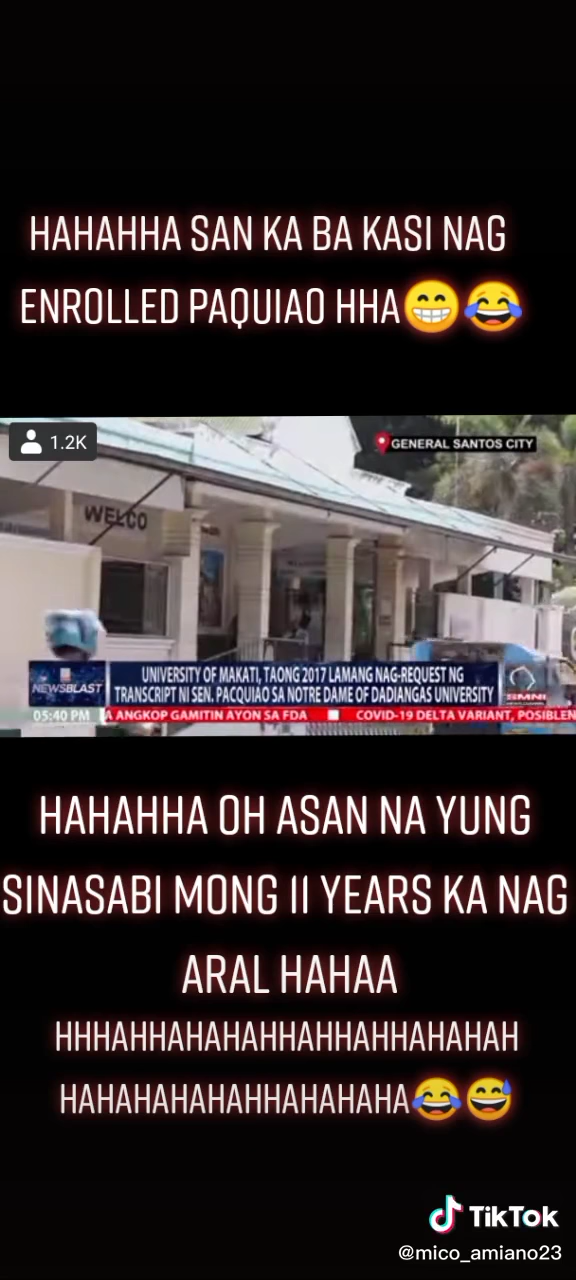 HAHAHHA SAN KA BA KASI NAG
ENROLLED PAQUIAO HHA😁😂
1.2K
GENERAL SANTOS CITY
WELCO
NEWSBLAST
UNIVERSITY OF MAKATI, TAONG 2017 LAMANG NAG-REQUEST NG
TRANSCRIPT NI SEN. PACQUIAO SA NOTRE DAME OF DADIANGAS UNIVERSITY
SMNI
05:40 PM A ANGKOP GAMITIN AYON SA FDA COVID-19 DELTA VARIANT, POSIBLEN
HAHAHHA OH ASAN NA YUNG
SINASABI MONG 11 YEARS KA NAG
ARAL HAHAA
HHHAHHAHAHAHHAHHAHHAHAHAH
HAHAHAHAHAHHAHAHAHA😂😅
TikTok
@mico_amiano23